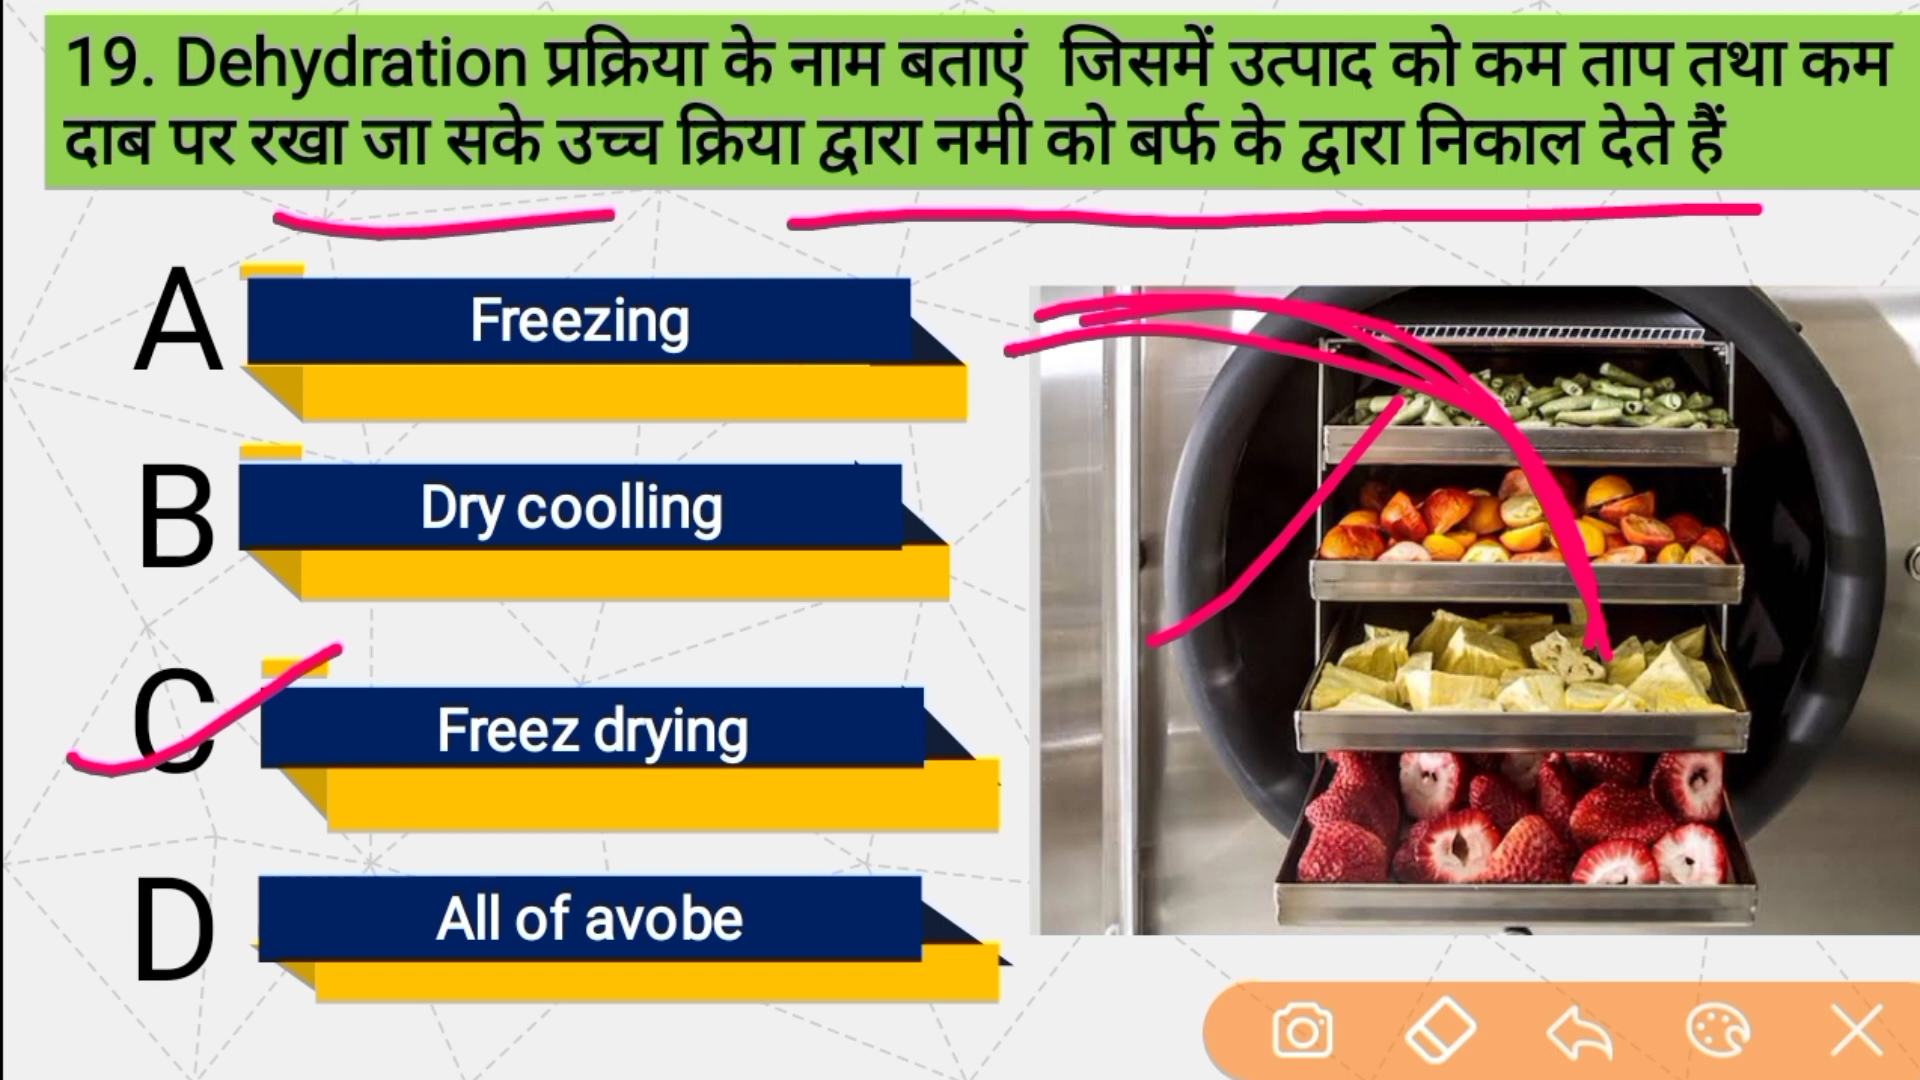 19. Dehydration प्रक्रिया के नाम बताएं जिसमें उत्पाद को कम ताप तथा कम
दाब पर रखा जा सके उच्च क्रिया द्वारा नमी को बर्फ के द्वारा निकाल देते हैं
A Freezing
B Dry coolling
C Freez drying
D All of avobe